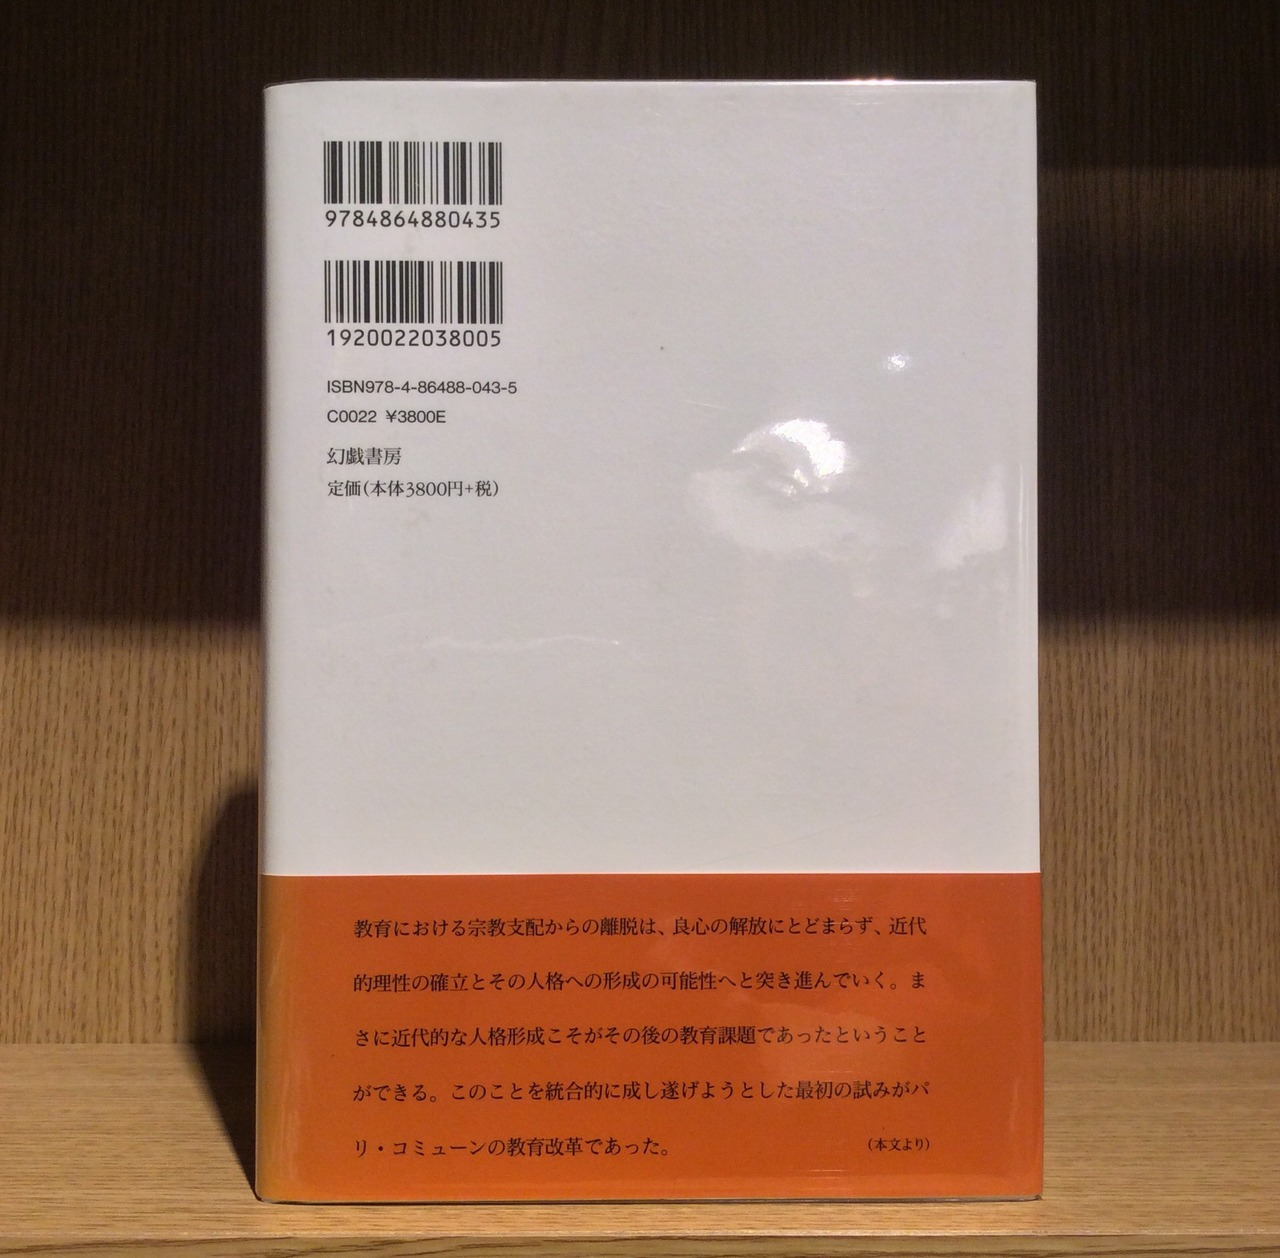 9784864880435
1920022038005
ISBN978-4-86488-043-5
C0022 ¥3800E
幻戯書房
定価(本体3800円+税)
教育における宗教支配からの離脱は、良心の解放にとどまらず、近代
的理性の確立とその人格への形成の可能性へと突き進んでいく。ま
さに近代的な人格形成こそがその後の教育課題であったということ
ができる。このことを統合的に成し遂げようとした最初の試みがパ
リ・コミューンの教育改革であった。 (本文より)